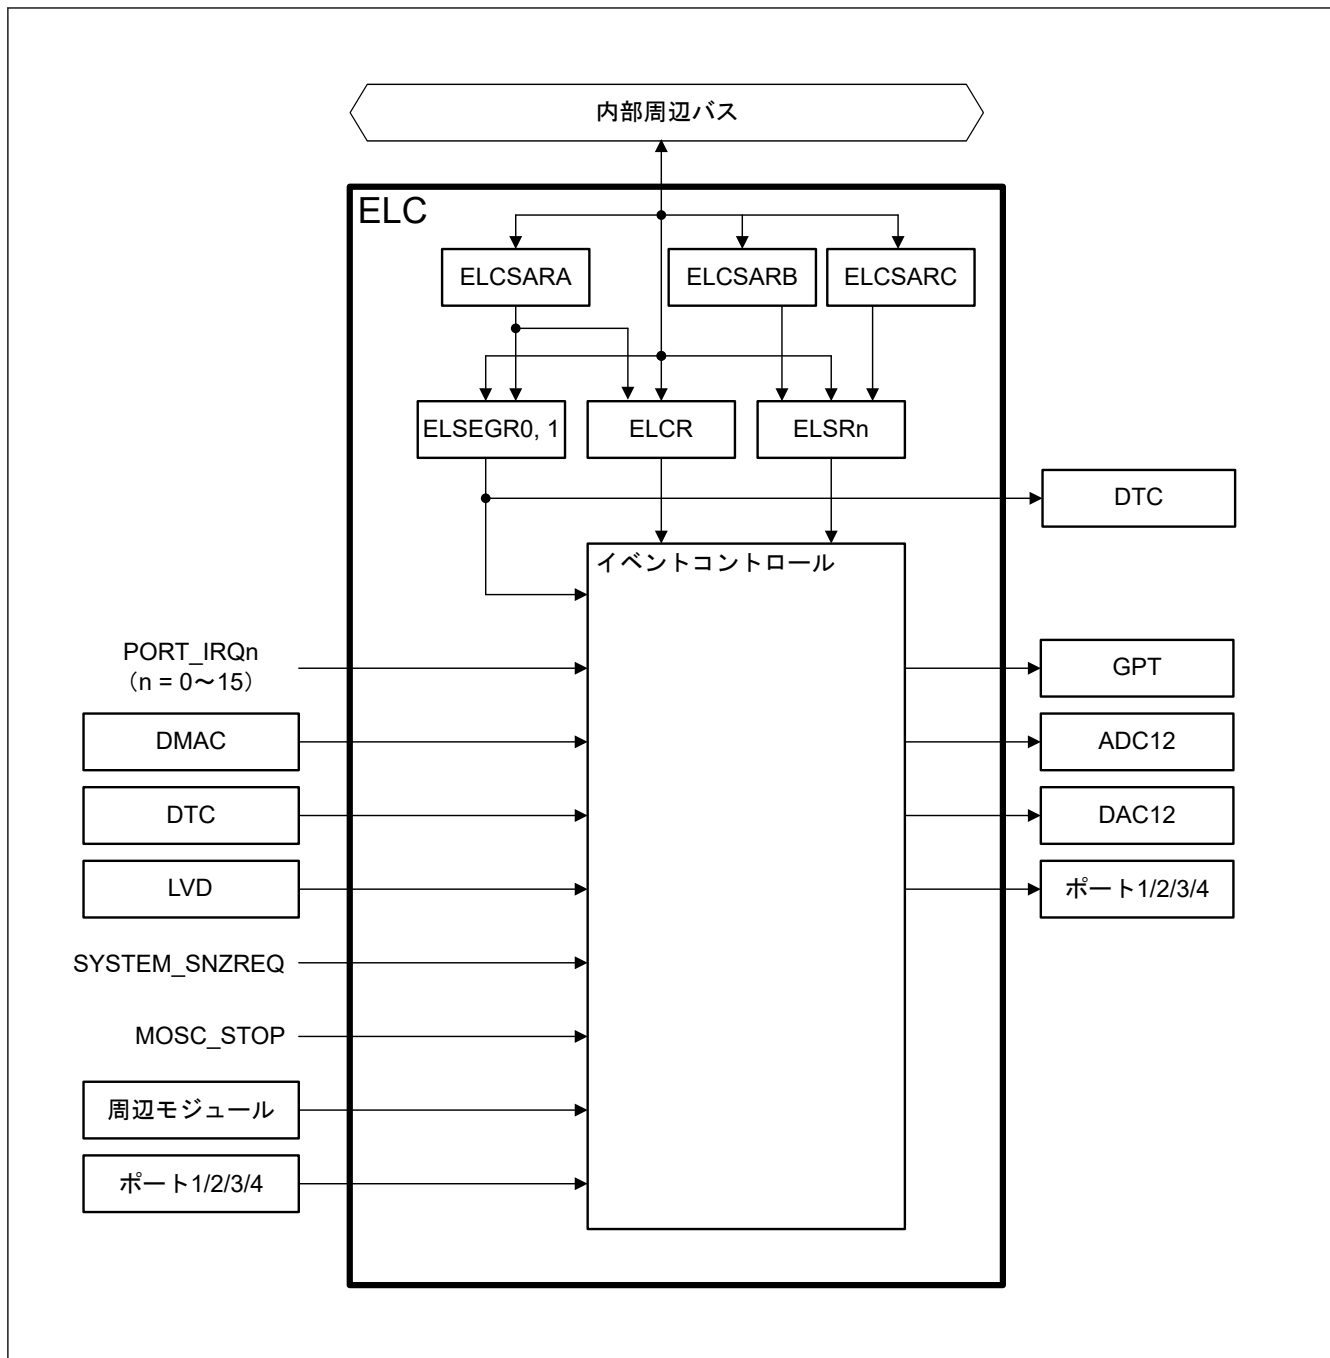 内部周辺バス
ELC
ELCSARA
ELCSARB
ELCSARC
ELSEGR0, 1
ELCR
ELSRn
DTC
イベントコントロール
PORT_IRQn
（n = 0～15）
GPT
DMAC
ADC12
DTC
DAC12
LVD
ポート1/2/3/4
SYSTEM_SNZREQ
MOSC_STOP
周辺モジュール
ポート1/2/3/4